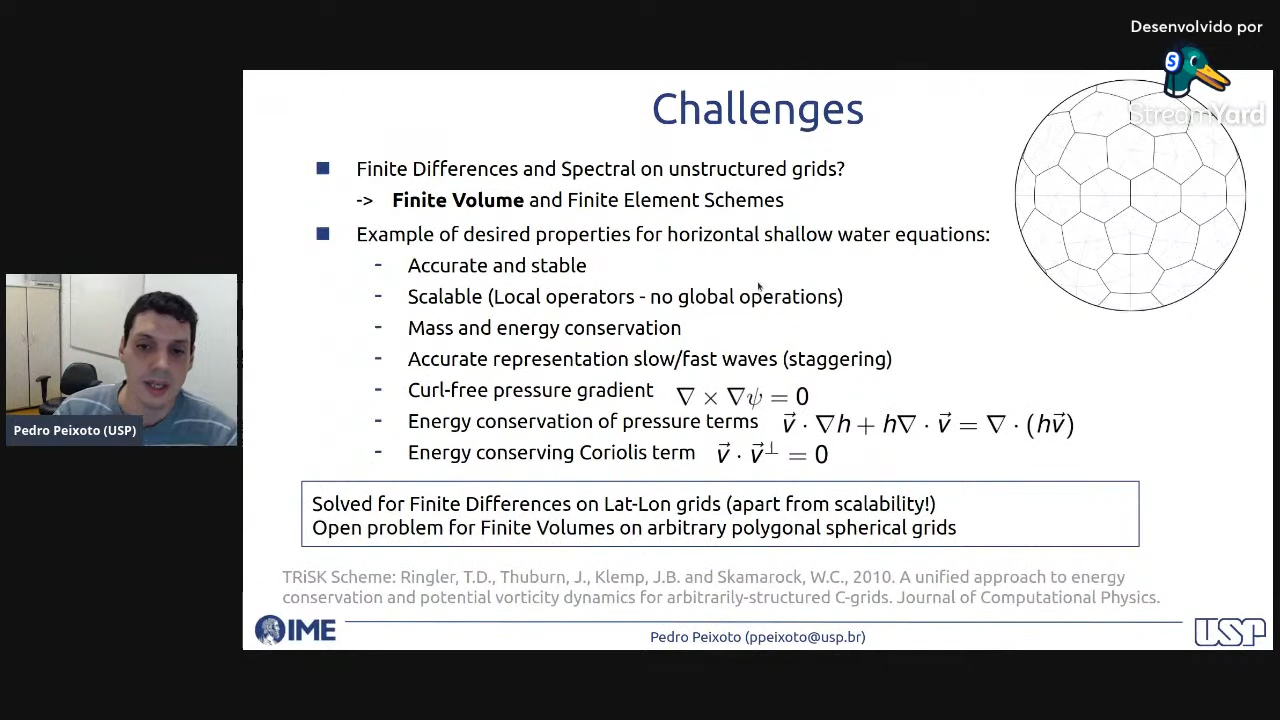 Desenvolvido por
S
StreamYard
Challenges
Finite Differences and Spectral on unstructured grids?
-> Finite Volume and Finite Element Schemes
Example of desired properties for horizontal shallow water equations:
- Accurate and stable
- Scalable (Local operators - no global operations)
- Mass and energy conservation
- Accurate representation slow/fast waves (staggering)
- Curl-free pressure gradient ∇ × ∇ψ = 0
- Energy conservation of pressure terms v⃗ · ∇h + h∇ · v⃗ = ∇ · (hv⃗)
- Energy conserving Coriolis term v⃗ · v⃗^⊥ = 0
Solved for Finite Differences on Lat-Lon grids (apart from scalability!)
Open problem for Finite Volumes on arbitrary polygonal spherical grids
TRiSK Scheme: Ringler, T.D., Thuburn, J., Klemp, J.B. and Skamarock, W.C., 2010. A unified approach to energy
conservation and potential vorticity dynamics for arbitrarily-structured C-grids. Journal of Computational Physics.
IME
Pedro Peixoto (ppeixoto@usp.br)
USP
Pedro Peixoto (USP)